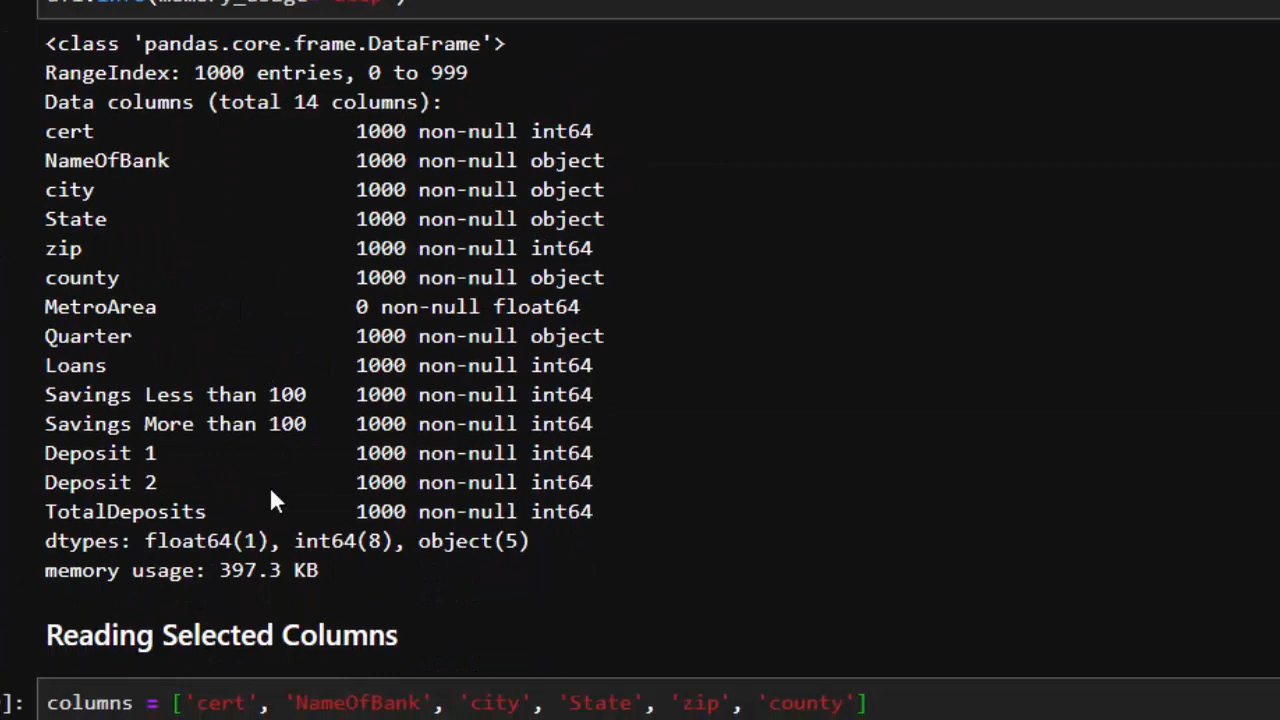 <class 'pandas.core.frame.DataFrame'>
RangeIndex: 1000 entries, 0 to 999
Data columns (total 14 columns):
cert 1000 non-null int64
NameOfBank 1000 non-null object
city 1000 non-null object
State 1000 non-null object
zip 1000 non-null int64
county 1000 non-null object
MetroArea 0 non-null float64
Quarter 1000 non-null object
Loans 1000 non-null int64
Savings Less than 100 1000 non-null int64
Savings More than 100 1000 non-null int64
Deposit 1 1000 non-null int64
Deposit 2 1000 non-null int64
TotalDeposits 1000 non-null int64
dtypes: float64(1), int64(8), object(5)
memory usage: 397.3 KB
Reading Selected Columns
]: columns = ['cert', 'NameOfBank', 'city', 'State', 'zip', 'county']